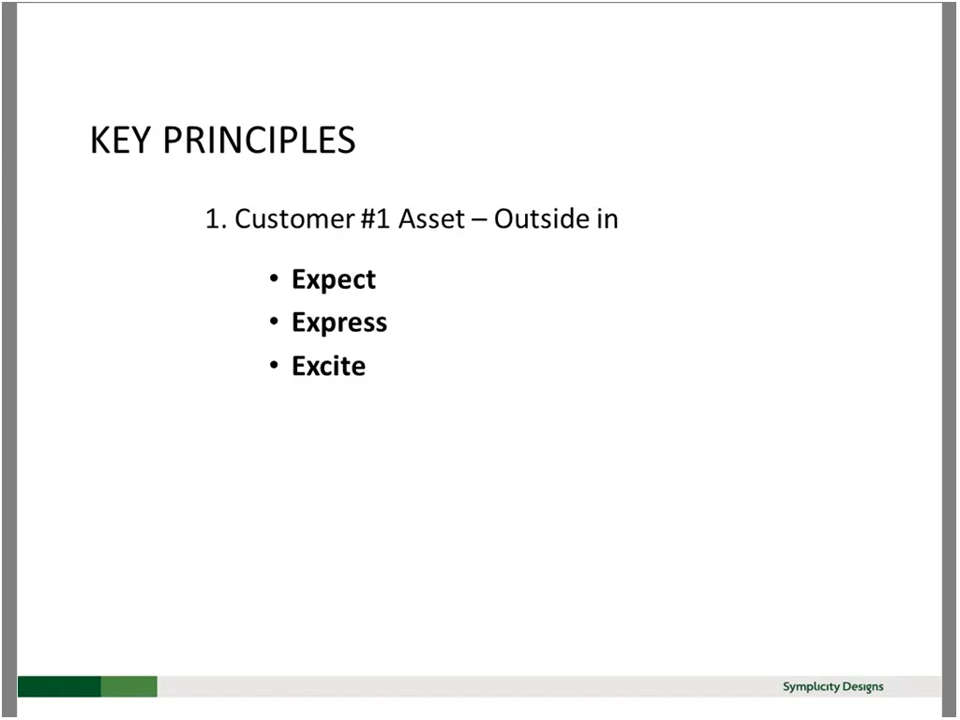 KEY PRINCIPLES
1. Customer #1 Asset – Outside in
• Expect
• Express
• Excite
Symplicity Designs